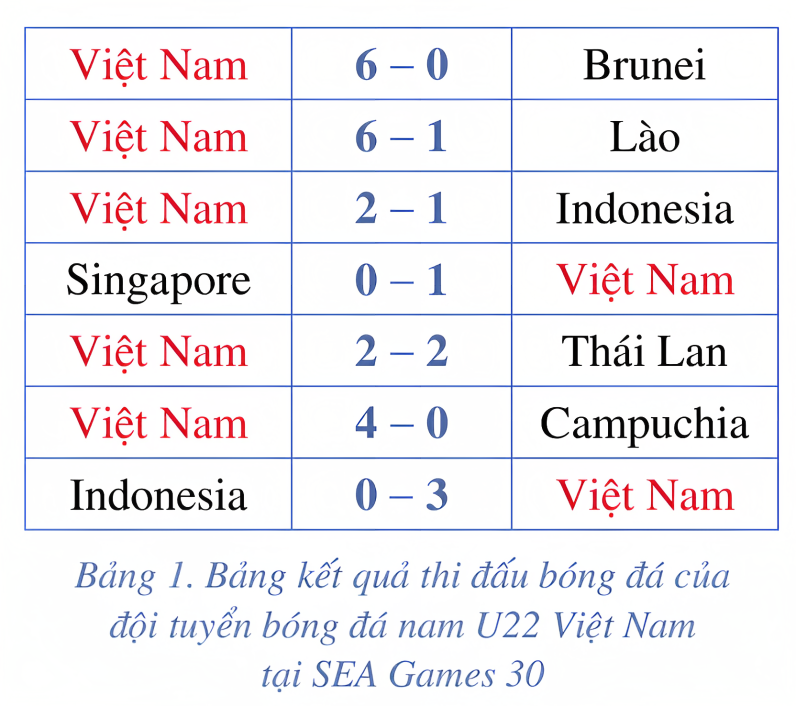 Việt Nam 6 – 0 Brunei
Việt Nam 6 – 1 Lào
Việt Nam 2 – 1 Indonesia
Singapore 0 – 1 Việt Nam
Việt Nam 2 – 2 Thái Lan
Việt Nam 4 – 0 Campuchia
Indonesia 0 – 3 Việt Nam
Bảng 1. Bảng kết quả thi đấu bóng đá của
đội tuyển bóng đá nam U22 Việt Nam
tại SEA Games 30